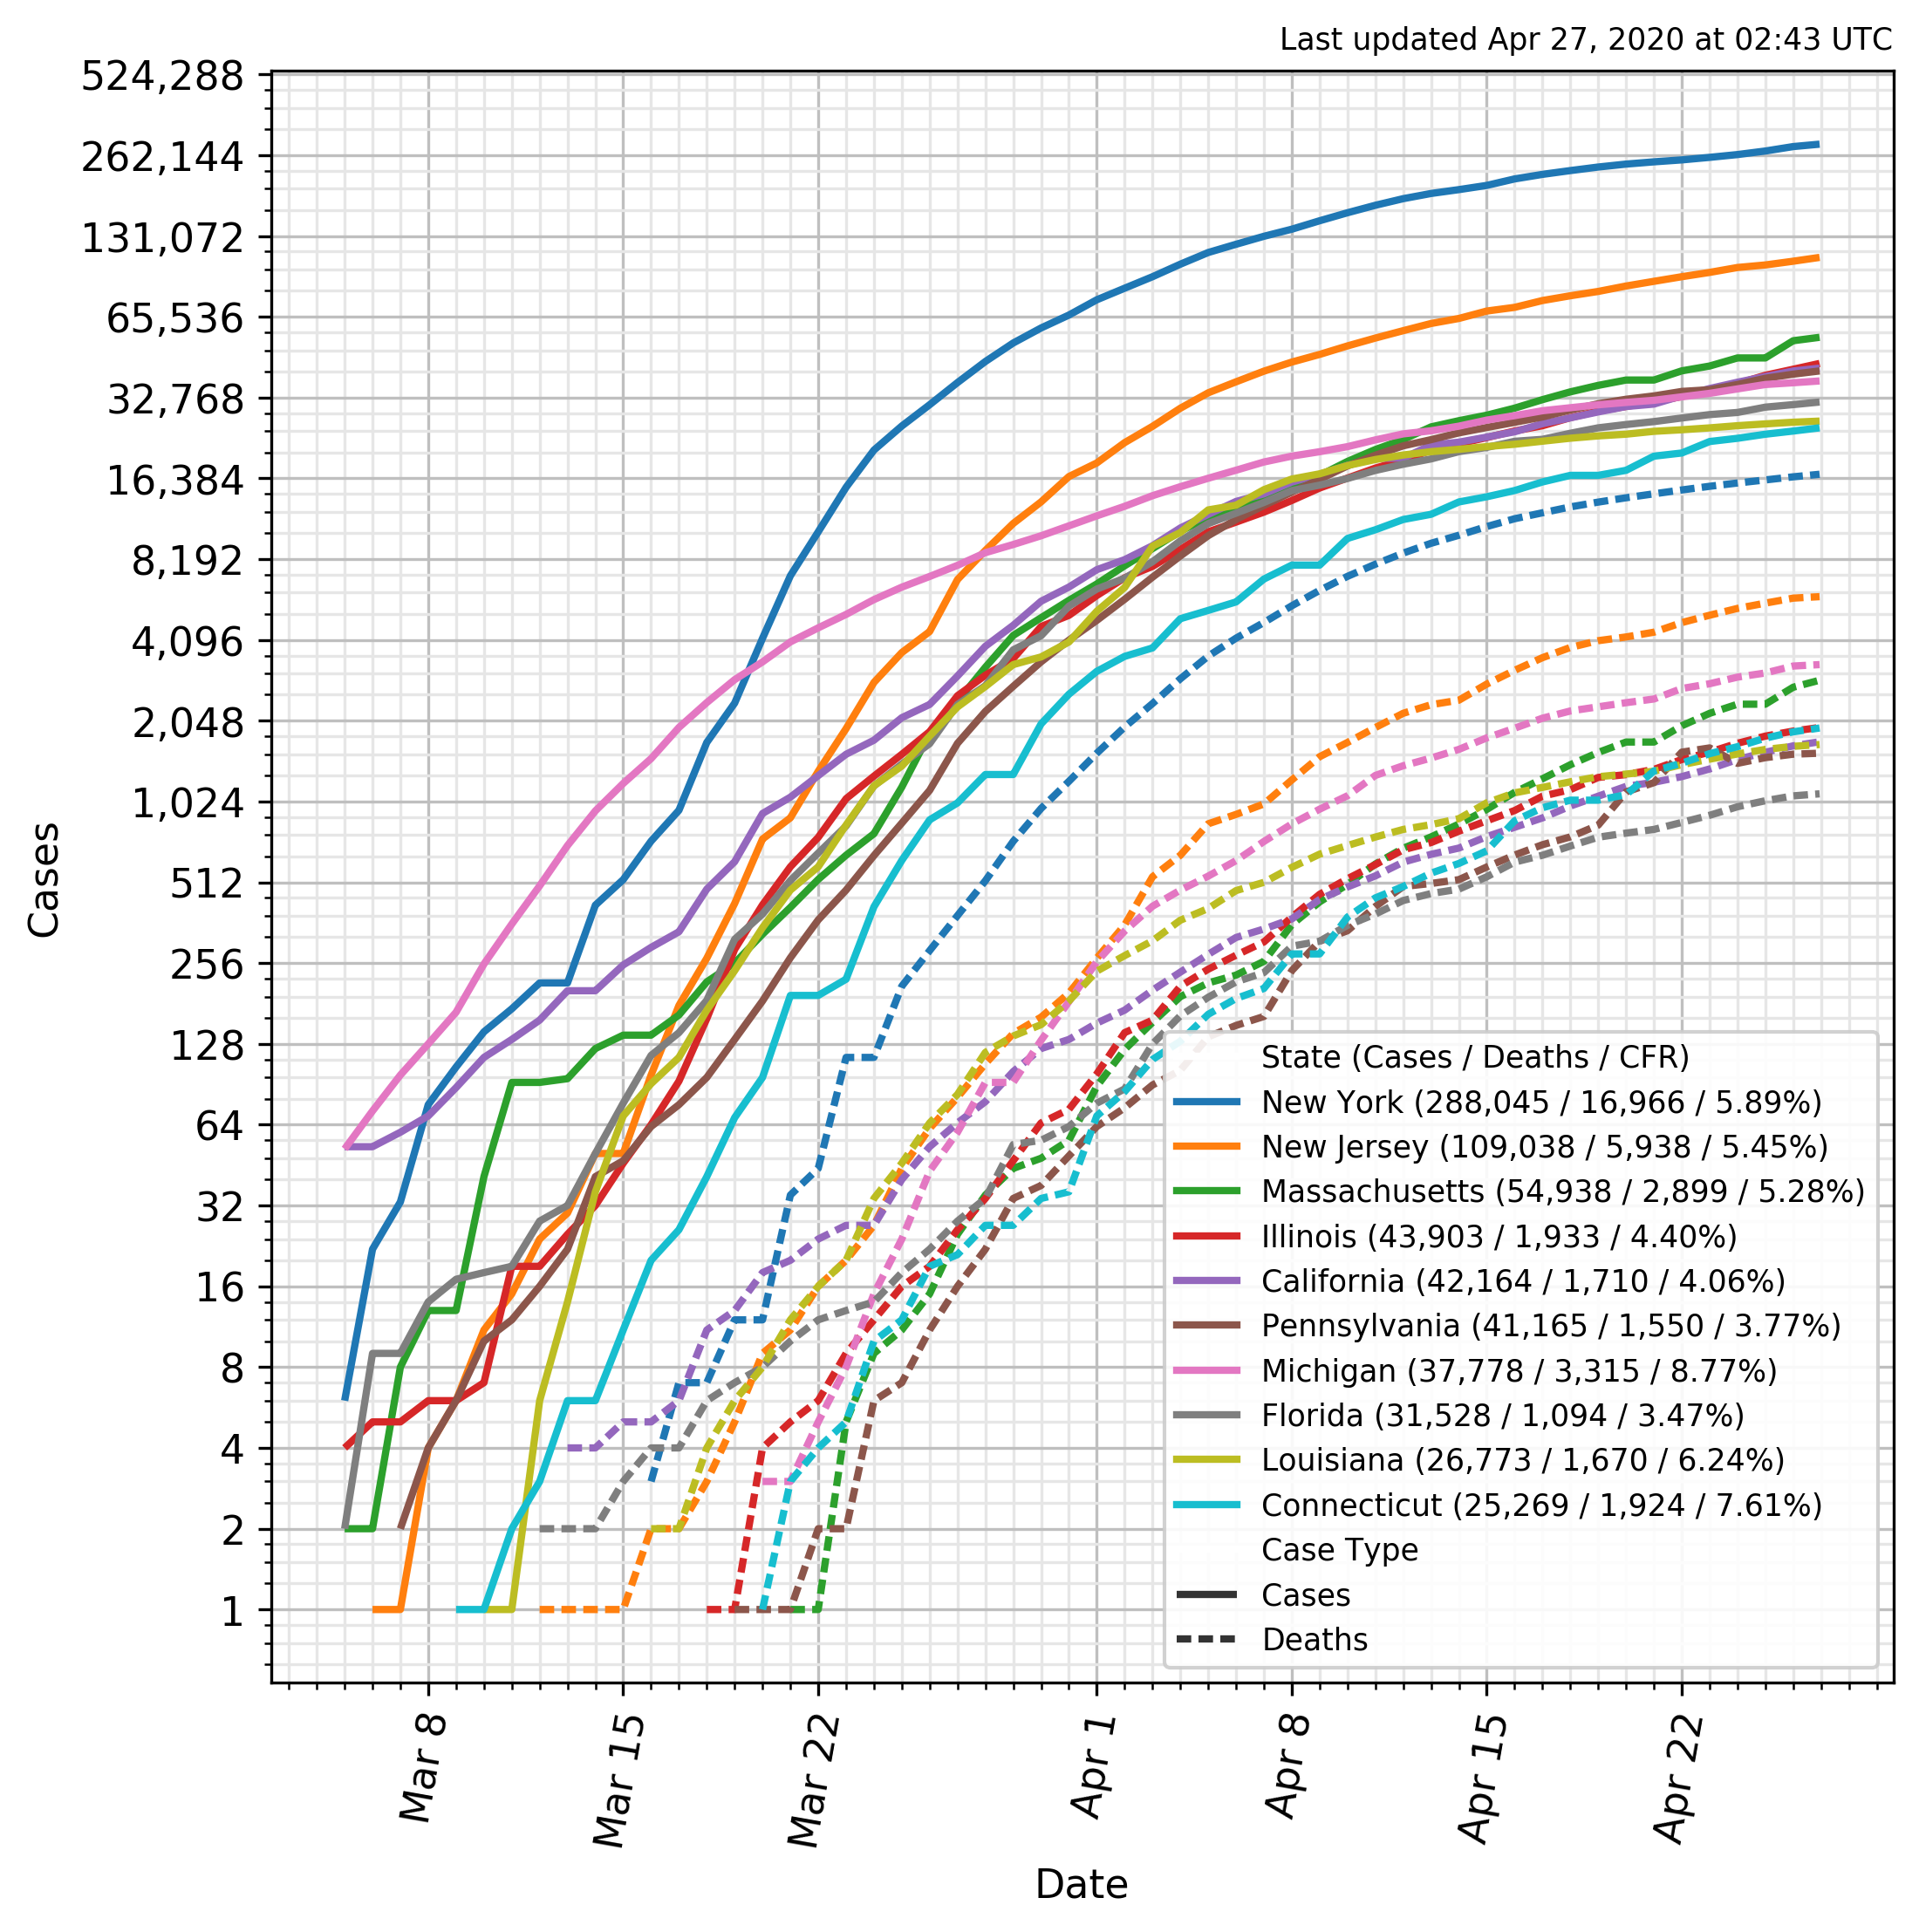 Last updated Apr 27, 2020 at 02:43 UTC
524,288
262,144
131,072
65,536
32,768
16,384
8,192
4,096
2,048
1,024
512
256
128
64
32
16
8
4
2
1
Cases
State (Cases / Deaths / CFR)
New York (288,045 / 16,966 / 5.89%)
New Jersey (109,038 / 5,938 / 5.45%)
Massachusetts (54,938 / 2,899 / 5.28%)
Illinois (43,903 / 1,933 / 4.40%)
California (42,164 / 1,710 / 4.06%)
Pennsylvania (41,165 / 1,550 / 3.77%)
Michigan (37,778 / 3,315 / 8.77%)
Florida (31,528 / 1,094 / 3.47%)
Louisiana (26,773 / 1,670 / 6.24%)
Connecticut (25,269 / 1,924 / 7.61%)
Case Type
Cases
Deaths
Mar 8
Mar 15
Mar 22
Apr 1
Apr 8
Apr 15
Apr 22
Date